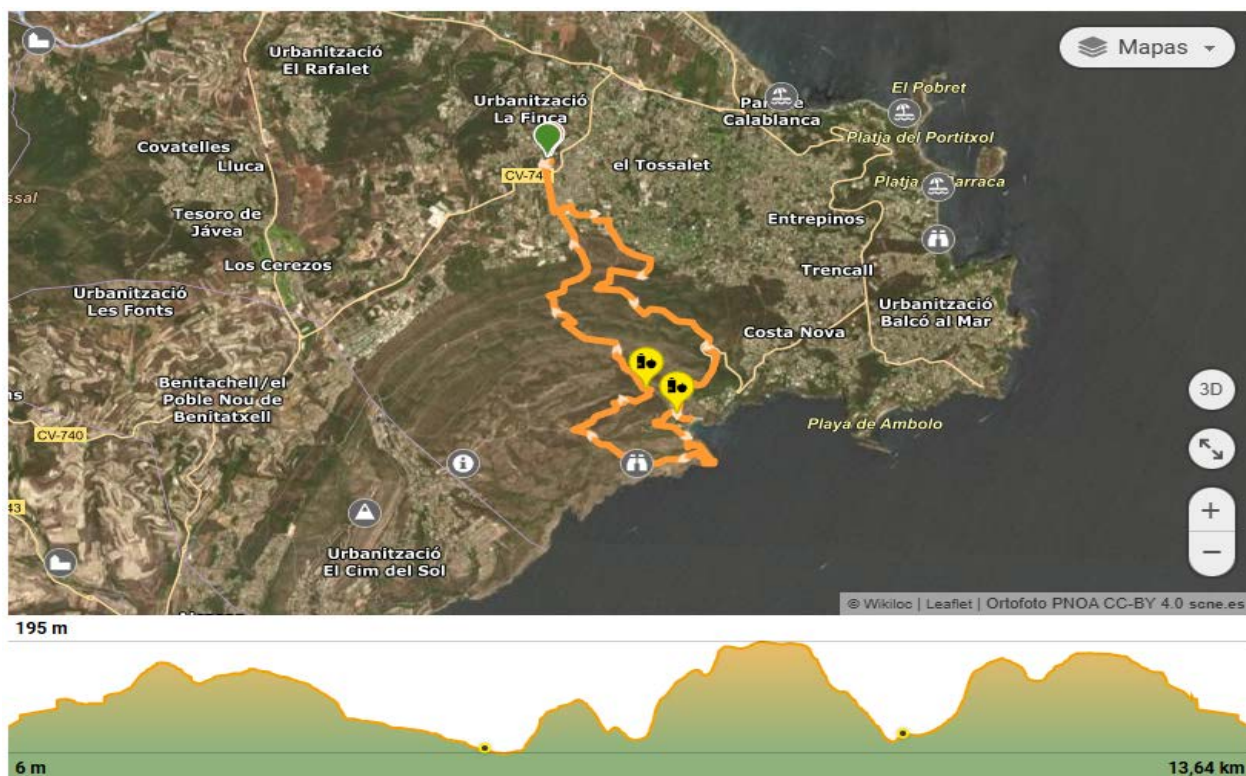 Mapas
Urbanització
El Rafalet
Urbanització
La Finca
El Pobret
Calablanca
Platja del Portitxol
Covatelles
Lluca
el Tossalet
CV-74
Platja
Tesoro de
Jávea
Entrepinos
Los Cerezos
Trencall
Urbanització
Les Fonts
Urbanització
Balcó al Mar
Costa Nova
3D
Benitachell/el
Poble Nou de
Benitatxell
Playa de Ambolo
CV-740
43
+
Urbanització
El Cim del Sol
−
© Wikiloc | Leaflet | Ortofoto PNOA CC-BY 4.0 scne.es
195 m
6 m
13,64 km